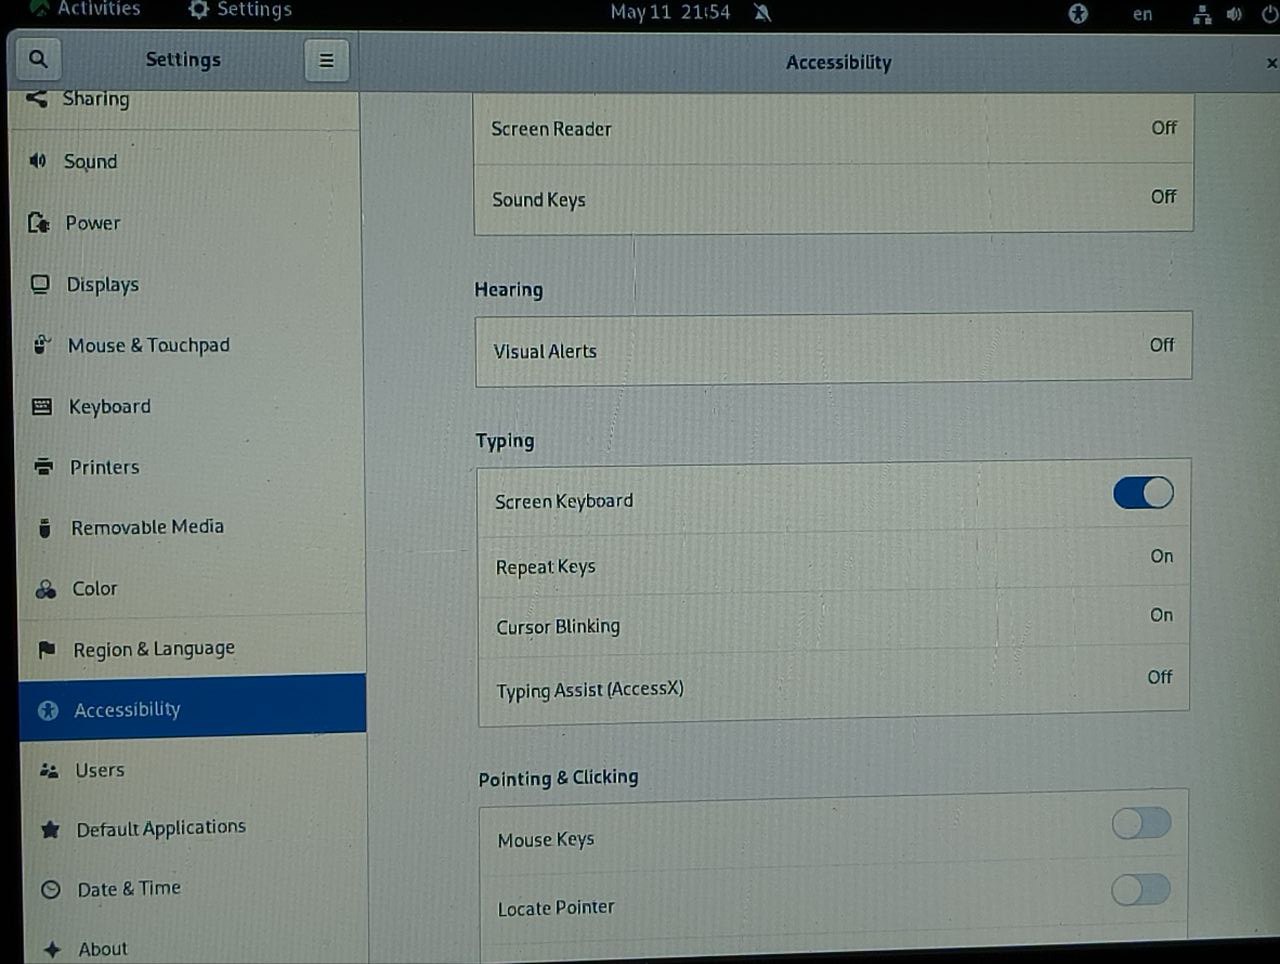 Activities Settings May 11 21:54 en
Settings Accessibility
Sharing
Sound
Power
Displays
Mouse & Touchpad
Keyboard
Printers
Removable Media
Color
Region & Language
Accessibility
Users
Default Applications
Date & Time
About
Screen Reader Off
Sound Keys Off
Hearing
Visual Alerts Off
Typing
Screen Keyboard
Repeat Keys On
Cursor Blinking On
Typing Assist (AccessX) Off
Pointing & Clicking
Mouse Keys
Locate Pointer